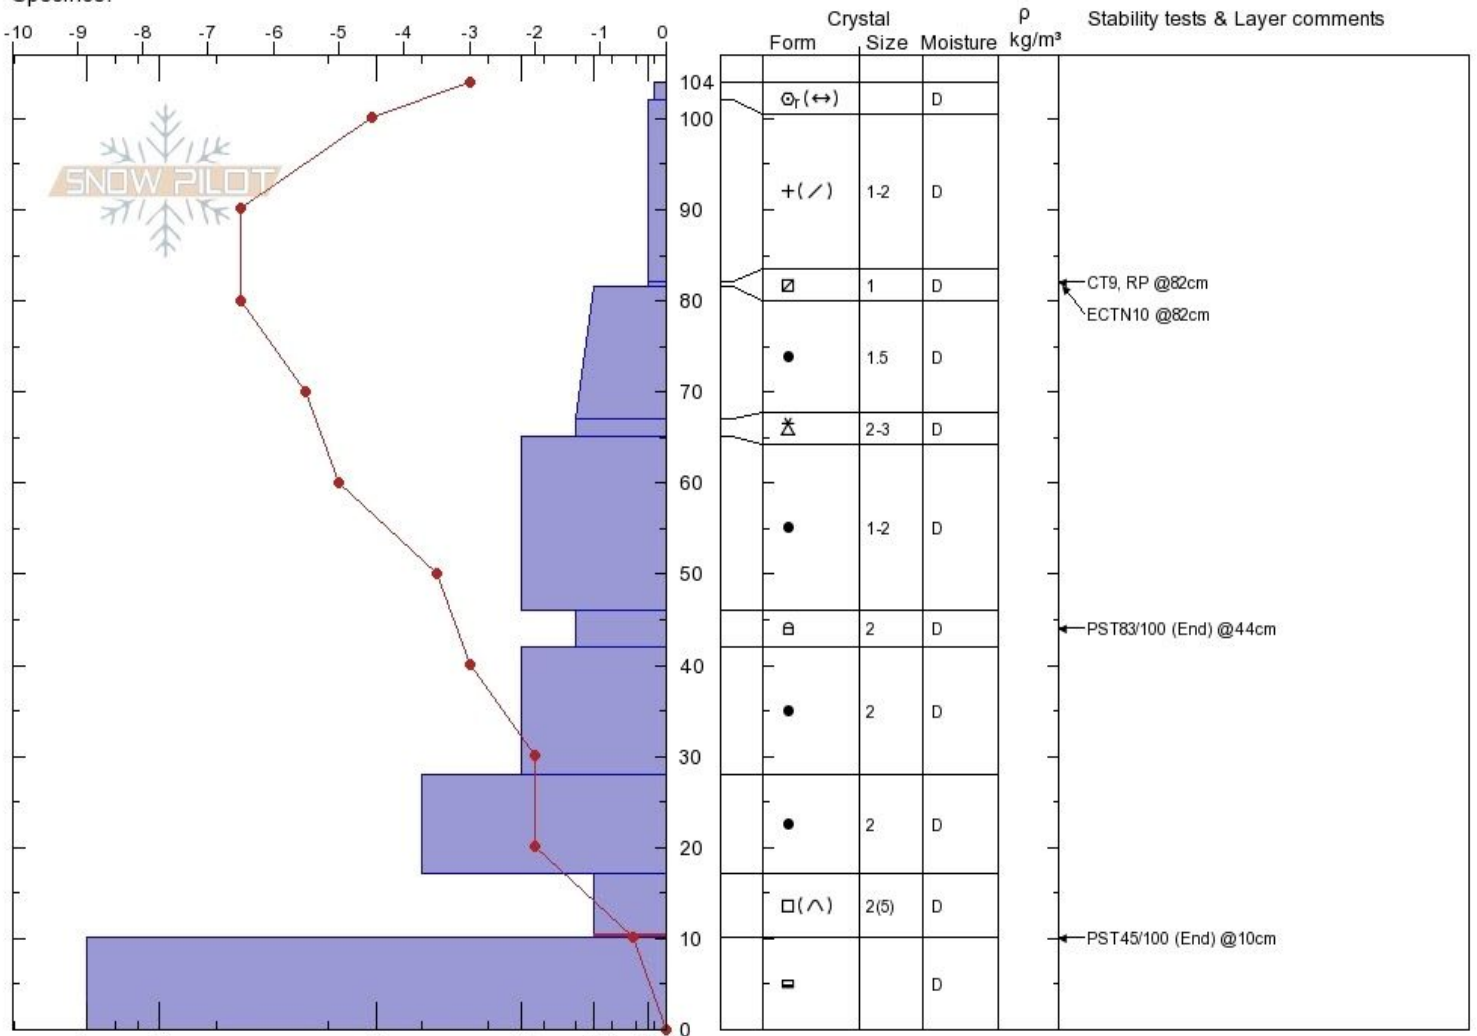 -10 -9 -8 -7 -6 -5 -4 -3 -2 -1 0
Crystal
Form Size Moisture
ρ
kg/m³
Stability tests & Layer comments
SNOW PILOT
104
100
90
80
70
60
50
40
30
20
10
0
r (↔) D
+(∕) 1-2 D
1 D
● 1.5 D
2-3 D
● 1-2 D
2 D
● 2 D
● 2 D
□(∧) 2(5) D
D
CT9, RP @82cm
ECTN10 @82cm
PST83/100 (End) @44cm
PST45/100 (End) @10cm